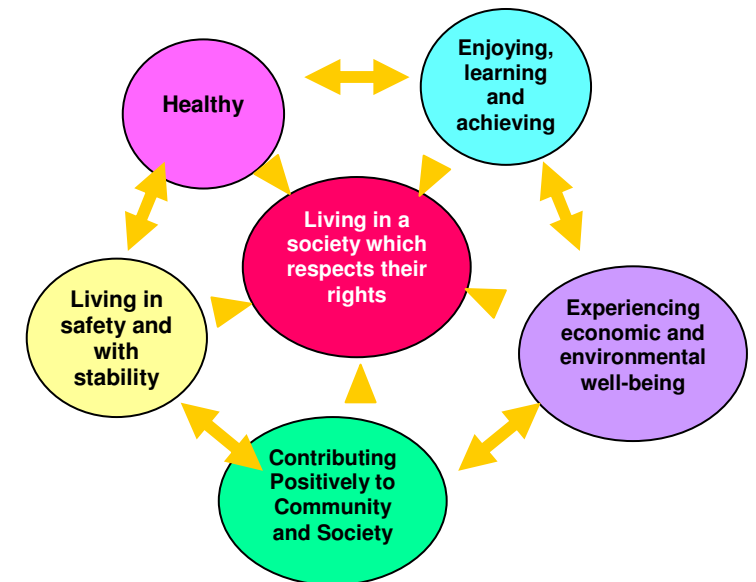 Healthy
Enjoying,
learning
and
achieving
Living in a
society which
respects their
rights
Living in
safety and
with
stability
Experiencing
economic and
environmental
well-being
Contributing
Positively to
Community
and Society